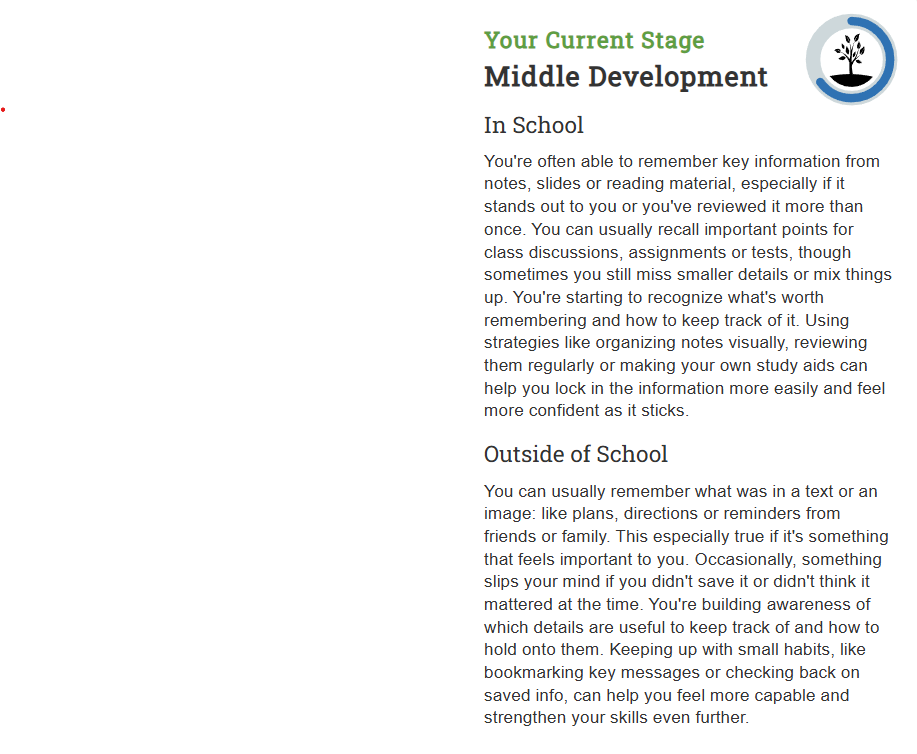 Your Current Stage
Middle Development
In School
You're often able to remember key information from
notes, slides or reading material, especially if it
stands out to you or you've reviewed it more than
once. You can usually recall important points for
class discussions, assignments or tests, though
sometimes you still miss smaller details or mix things
up. You're starting to recognize what's worth
remembering and how to keep track of it. Using
strategies like organizing notes visually, reviewing
them regularly or making your own study aids can
help you lock in the information more easily and feel
more confident as it sticks.
Outside of School
You can usually remember what was in a text or an
image: like plans, directions or reminders from
friends or family. This especially true if it's something
that feels important to you. Occasionally, something
slips your mind if you didn't save it or didn't think it
mattered at the time. You're building awareness of
which details are useful to keep track of and how to
hold onto them. Keeping up with small habits, like
bookmarking key messages or checking back on
saved info, can help you feel more capable and
strengthen your skills even further.